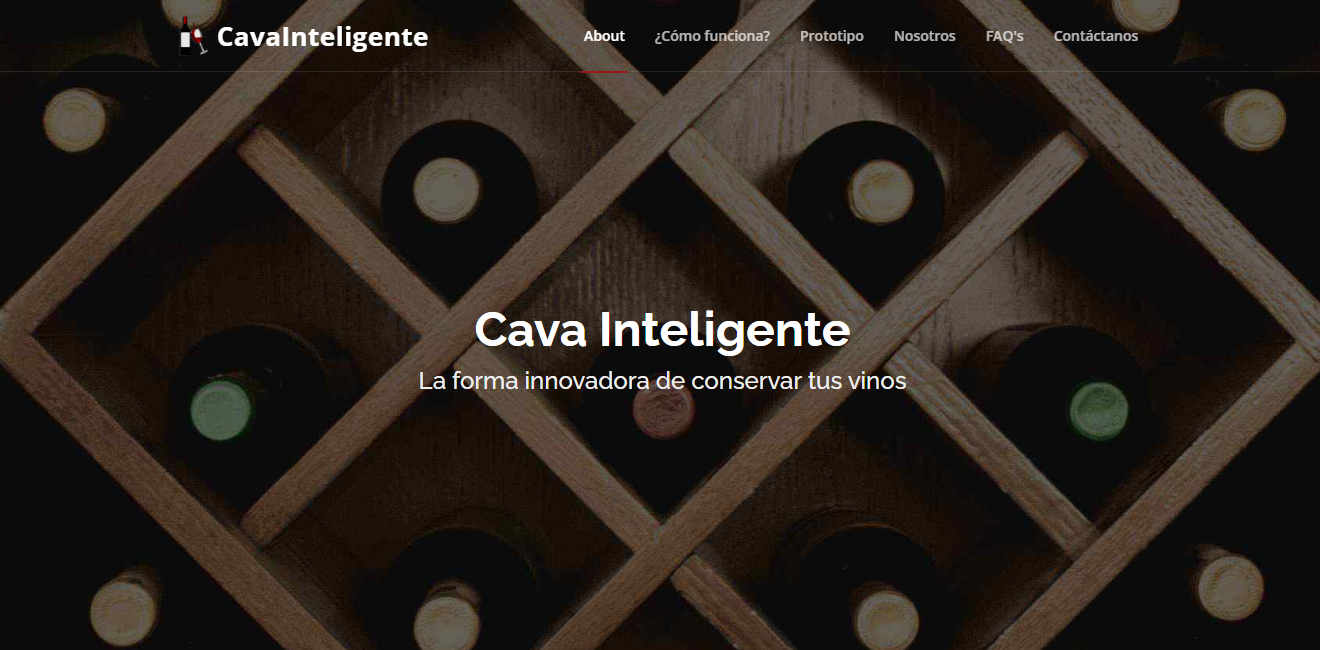 CavaInteligente
About
¿Cómo funciona?
Prototipo
Nosotros
FAQ's
Contáctanos
Cava Inteligente
La forma innovadora de conservar tus vinos